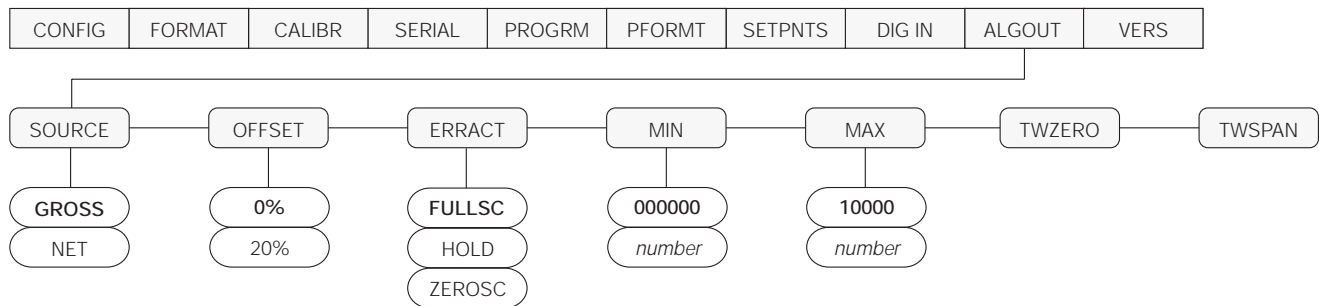 CONFIG FORMAT CALIBR SERIAL PROGRM PFORMT SETPNTS DIG IN ALGOUT VERS
SOURCE OFFSET ERRACT MIN MAX TWZERO TWSPAN
GROSS 0% FULLSC 000000 10000
NET 20% HOLD number number
ZEROSC